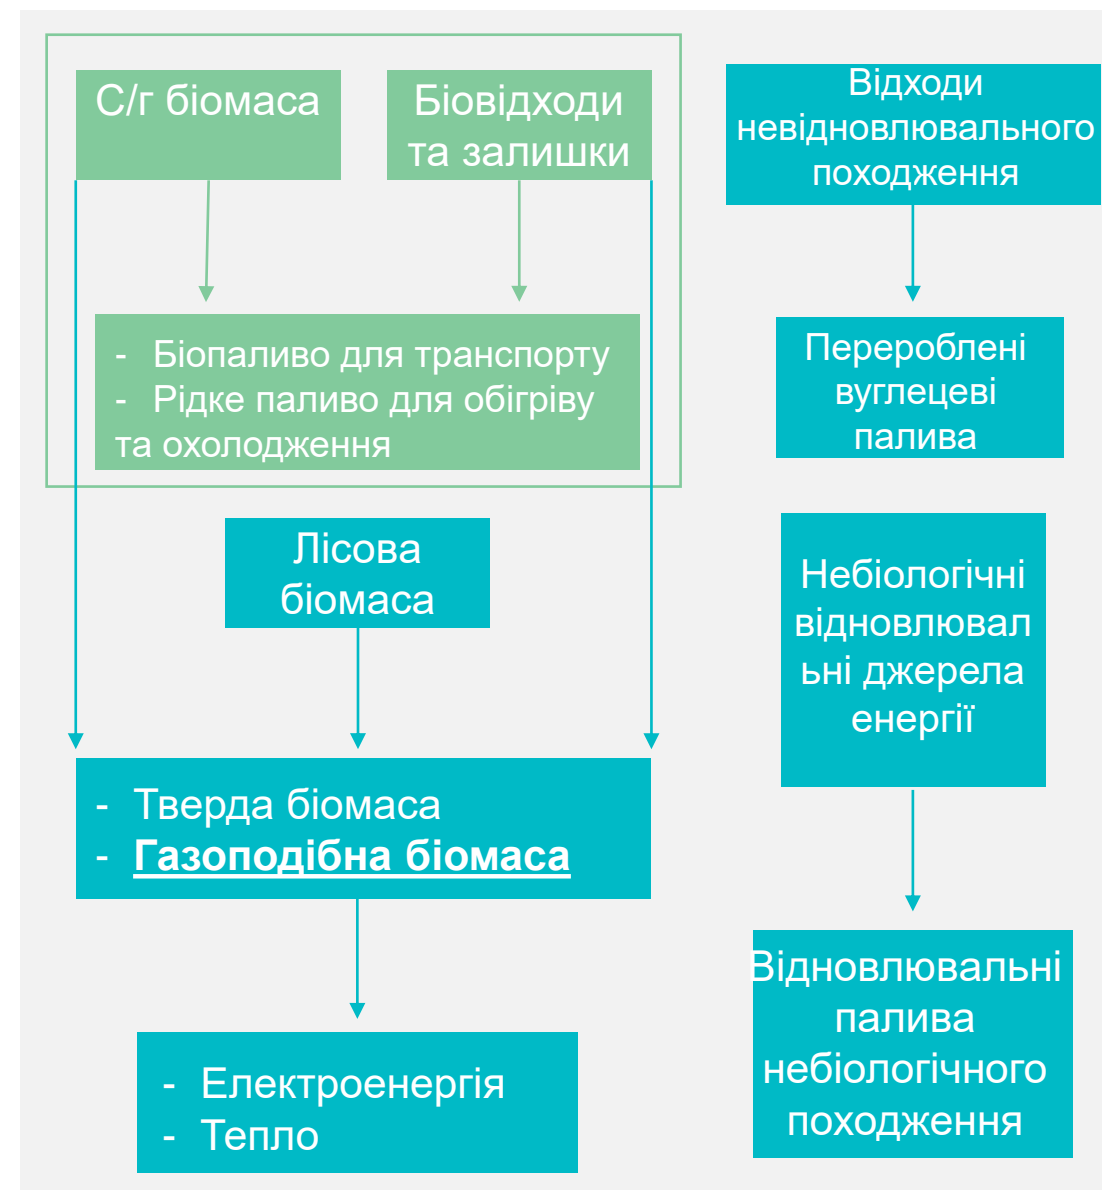 С/г біомаса
Біовідходи
та залишки
Відходи
невідновлювального
походження
- Біопаливо для транспорту
- Рідке паливо для обігріву
та охолодження
Перероблені
вуглецеві
палива
Лісова
біомаса
Небіологічні
відновлювал
ьні джерела
енергії
- Тверда біомаса
- Газоподібна біомаса
Відновлювальні
палива
небіологічного
походження
- Електроенергія
- Тепло